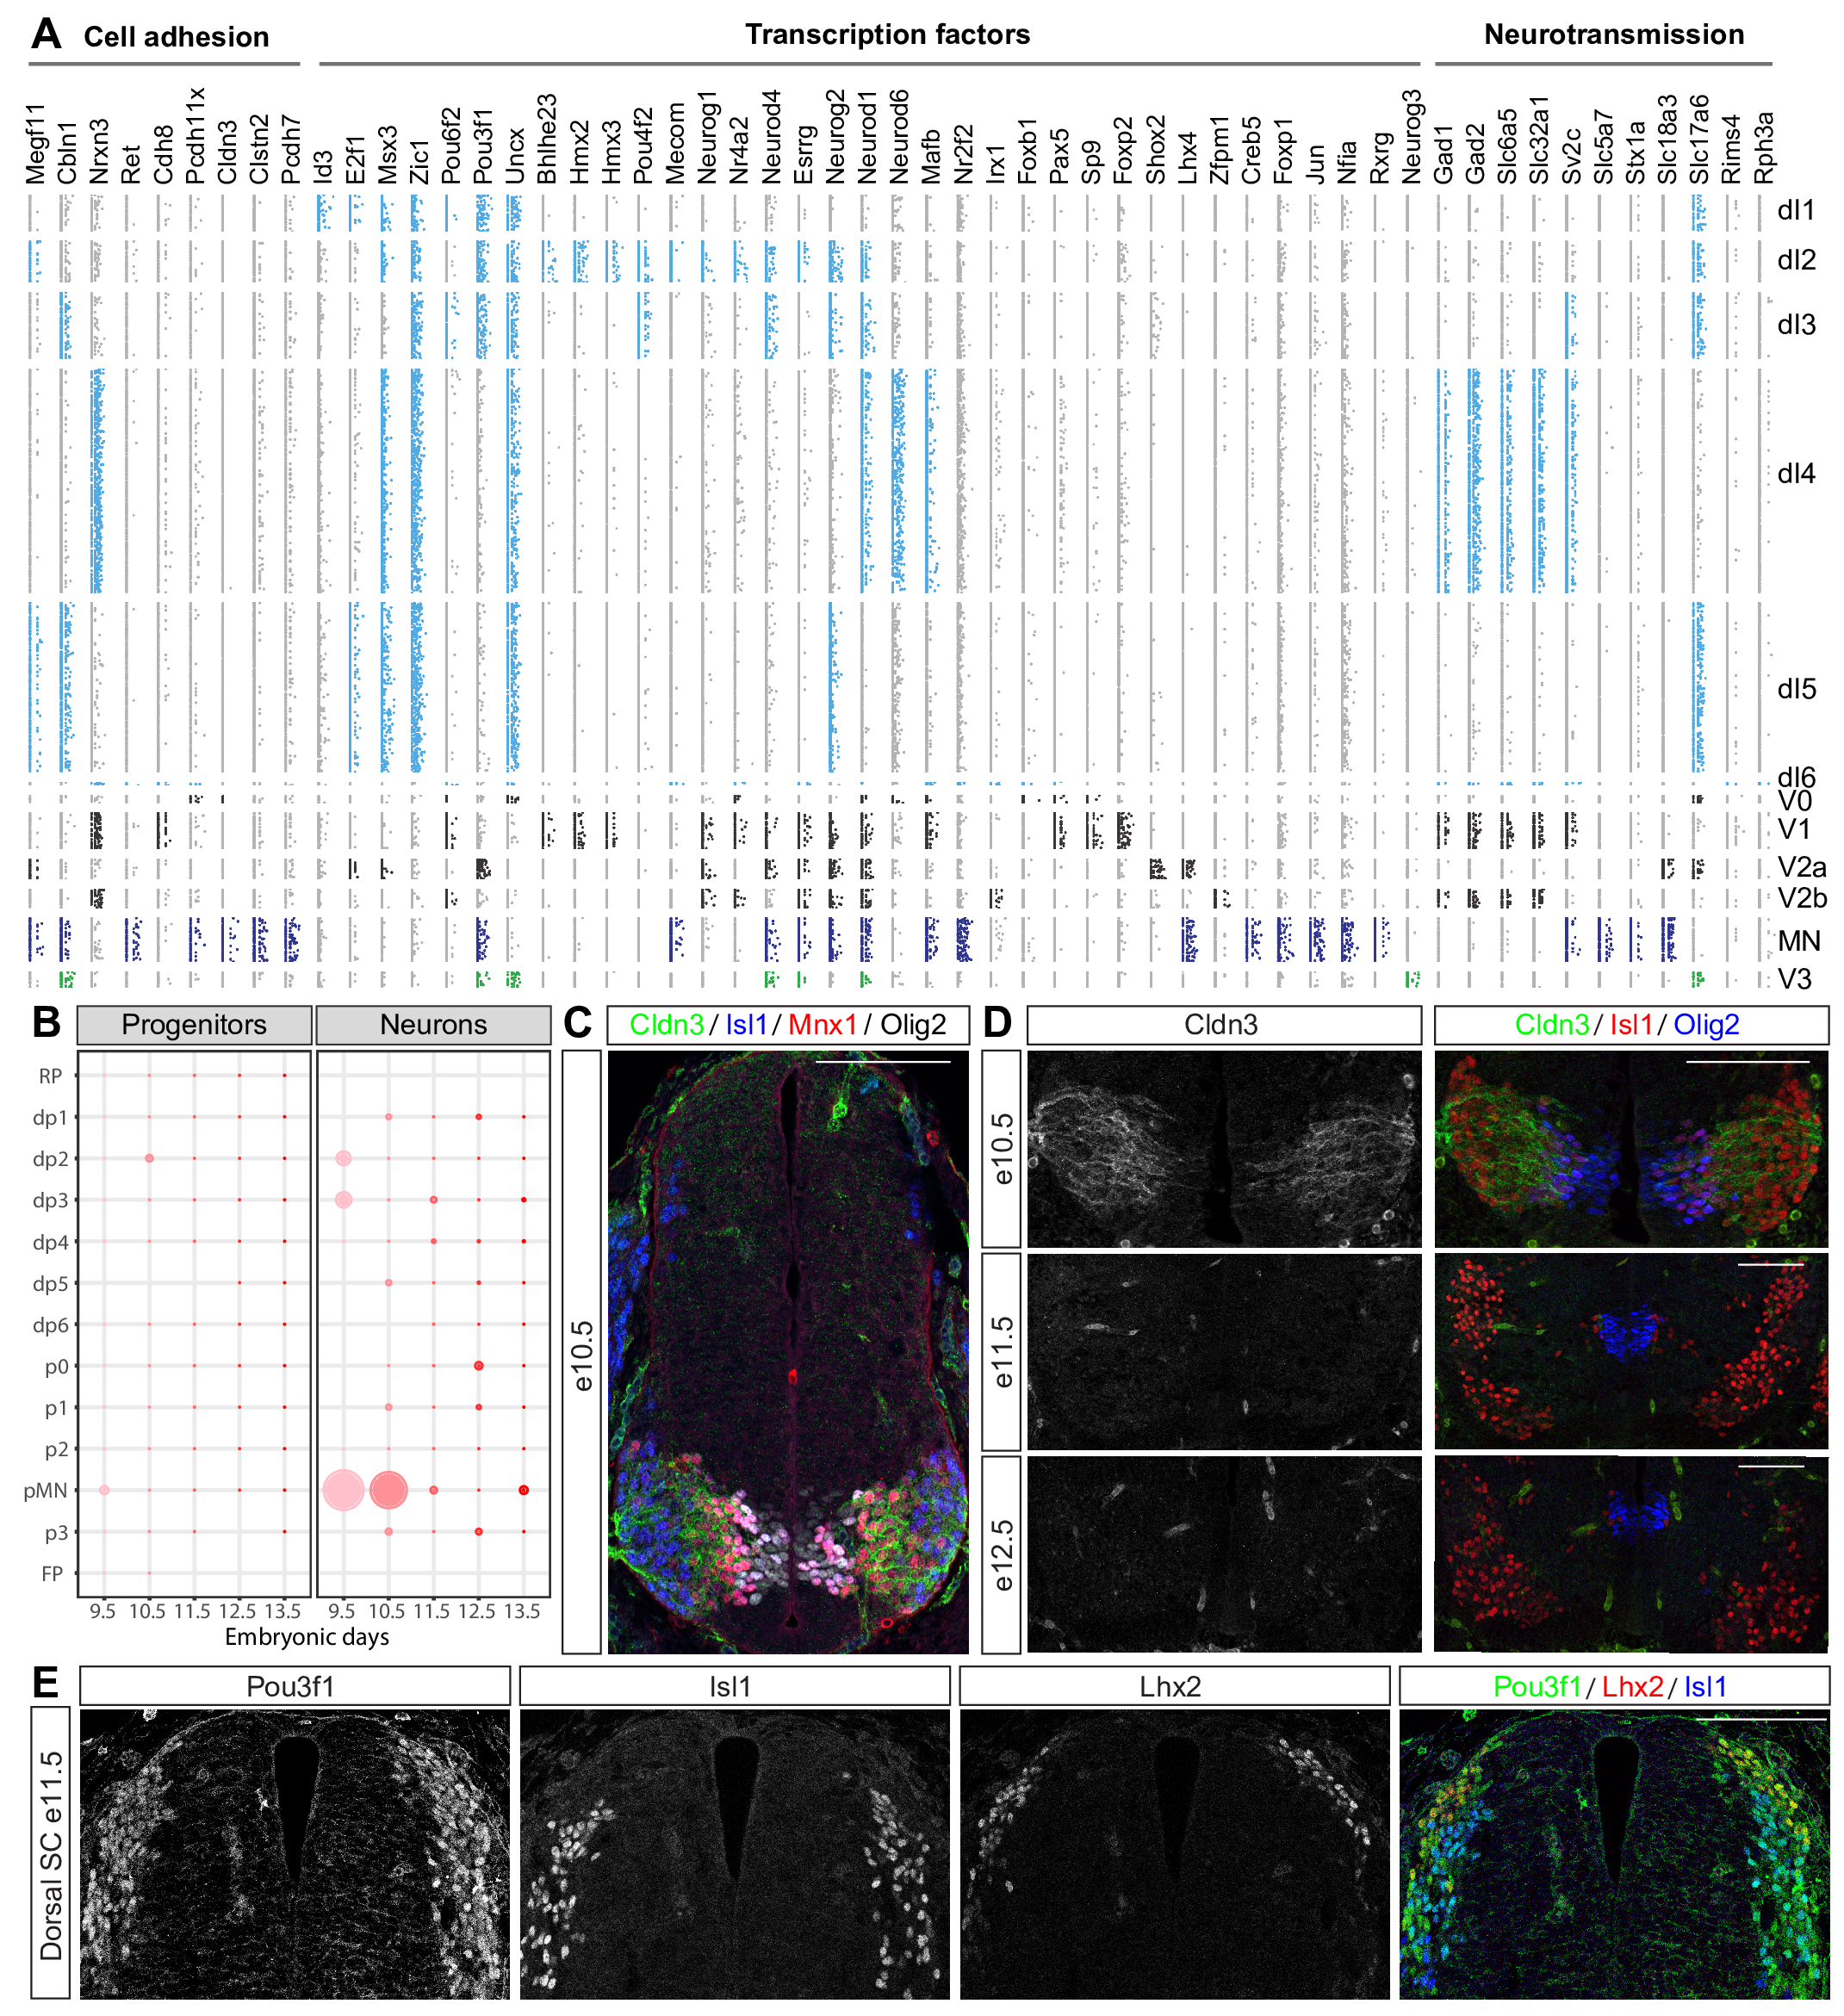 A Cell adhesion Transcription factors Neurotransmission
Megf11 Cbln1 Nrxn3 Ret Cdh8 Pcdh11x Cldn3 Clstn2 Pcdh7 Id3 E2f1 Msx3 Zic1 Pou6f2 Pou3f1 Uncx Bhlhe23 Hmx2 Hmx3 Pou4f2 Mecom Neurog1 Nr4a2 Neurod4 Esrrg Neurog2 Neurod1 Neurod6 Mafb Nr2f2 Irx1 Foxb1 Pax5 Sp9 Foxp2 Shox2 Lhx4 Zfpm1 Creb5 Foxp1 Jun Nfia Rxrg Neurog3 Gad1 Gad2 Slc6a5 Slc32a1 Sv2c Slc5a7 Stx1a Slc18a3 Slc17a6 Rims4 Rph3a
dI1
dI2
dI3
dI4
dI5
dI6
V0
V1
V2a
V2b
MN
V3
B Progenitors Neurons
RP
dp1
dp2
dp3
dp4
dp5
dp6
p0
p1
p2
pMN
p3
FP
9.5 10.5 11.5 12.5 13.5 9.5 10.5 11.5 12.5 13.5
Embryonic days
C Cldn3/Isl1/Mnx1/Olig2
e10.5
D Cldn3 Cldn3/Isl1/Olig2
e10.5
e11.5
e12.5
E Pou3f1 Isl1 Lhx2 Pou3f1/Lhx2/Isl1
Dorsal SC e11.5